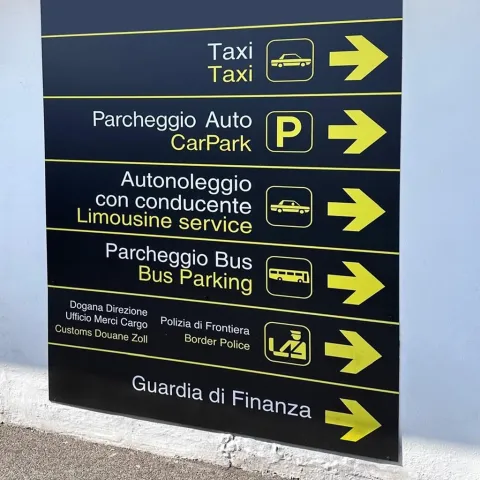 Taxi
Taxi
Parcheggio Auto
CarPark
P
Autonoleggio
con conducente
Limousine service
Parcheggio Bus
Bus Parking
Dogana Direzione
Ufficio Merci Cargo
Customs Douane Zoll
Polizia di Frontiera
Border Police
Guardia di Finanza